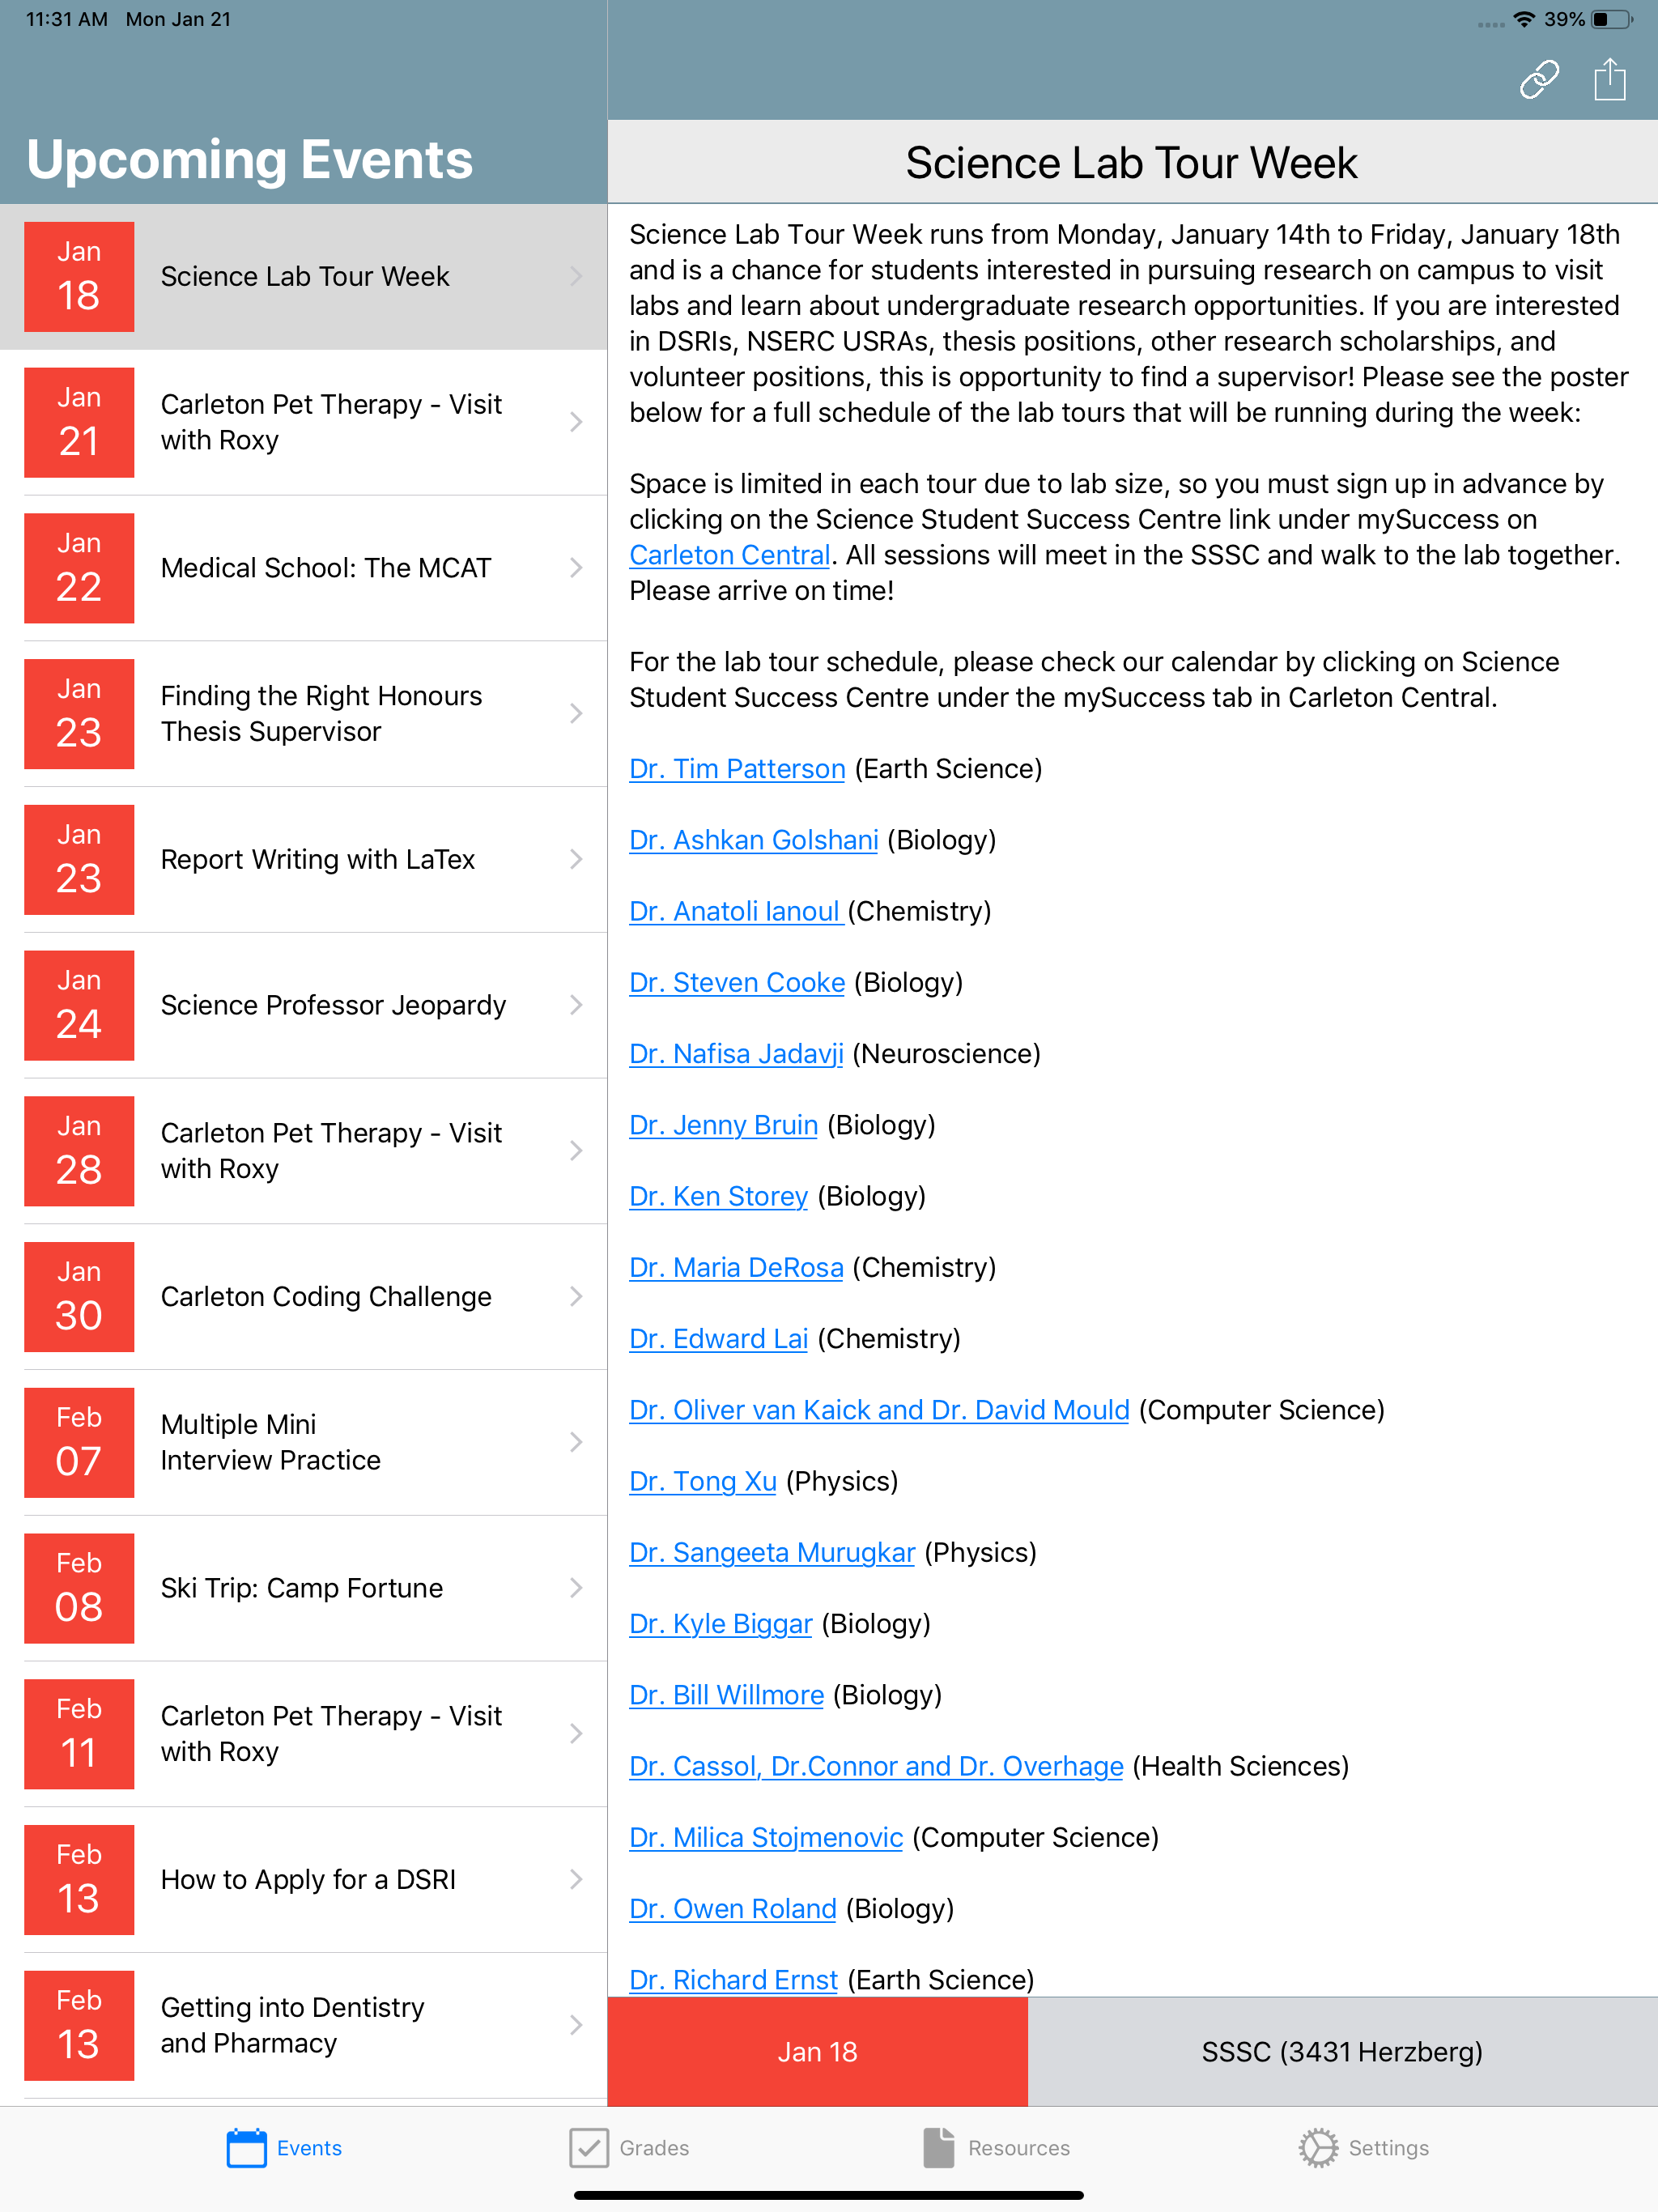 11:31 AM Mon Jan 21
39%
Upcoming Events
Jan
18
Science Lab Tour Week
Jan
21
Carleton Pet Therapy - Visit
with Roxy
Jan
22
Medical School: The MCAT
Jan
23
Finding the Right Honours
Thesis Supervisor
Jan
23
Report Writing with LaTex
Jan
24
Science Professor Jeopardy
Jan
28
Carleton Pet Therapy - Visit
with Roxy
Jan
30
Carleton Coding Challenge
Feb
07
Multiple Mini
Interview Practice
Feb
08
Ski Trip: Camp Fortune
Feb
11
Carleton Pet Therapy - Visit
with Roxy
Feb
13
How to Apply for a DSRI
Feb
13
Getting into Dentistry
and Pharmacy
Science Lab Tour Week
Science Lab Tour Week runs from Monday, January 14th to Friday, January 18th
and is a chance for students interested in pursuing research on campus to visit
labs and learn about undergraduate research opportunities. If you are interested
in DSRIs, NSERC USRAs, thesis positions, other research scholarships, and
volunteer positions, this is opportunity to find a supervisor! Please see the poster
below for a full schedule of the lab tours that will be running during the week:
Space is limited in each tour due to lab size, so you must sign up in advance by
clicking on the Science Student Success Centre link under mySuccess on
Carleton Central. All sessions will meet in the SSSC and walk to the lab together.
Please arrive on time!
For the lab tour schedule, please check our calendar by clicking on Science
Student Success Centre under the mySuccess tab in Carleton Central.
Dr. Tim Patterson (Earth Science)
Dr. Ashkan Golshani (Biology)
Dr. Anatoli Ianoul (Chemistry)
Dr. Steven Cooke (Biology)
Dr. Nafisa Jadavji (Neuroscience)
Dr. Jenny Bruin (Biology)
Dr. Ken Storey (Biology)
Dr. Maria DeRosa (Chemistry)
Dr. Edward Lai (Chemistry)
Dr. Oliver van Kaick and Dr. David Mould (Computer Science)
Dr. Tong Xu (Physics)
Dr. Sangeeta Murugkar (Physics)
Dr. Kyle Biggar (Biology)
Dr. Bill Willmore (Biology)
Dr. Cassol, Dr.Connor and Dr. Overhage (Health Sciences)
Dr. Milica Stojmenovic (Computer Science)
Dr. Owen Roland (Biology)
Dr. Richard Ernst (Earth Science)
Jan 18
SSSC (3431 Herzberg)
Events
Grades
Resources
Settings